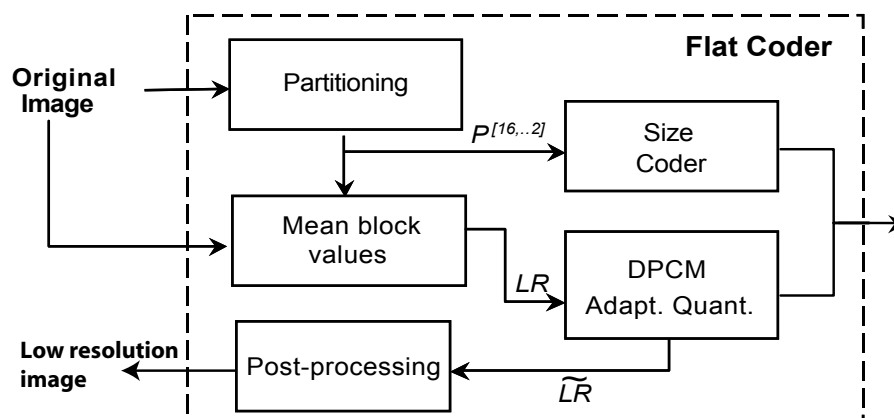 Flat Coder
Original
Image
Partitioning
P[16,..2]
Size
Coder
Mean block
values
LR
DPCM
Adapt. Quant.
Low resolution
image
Post-processing
L͠R